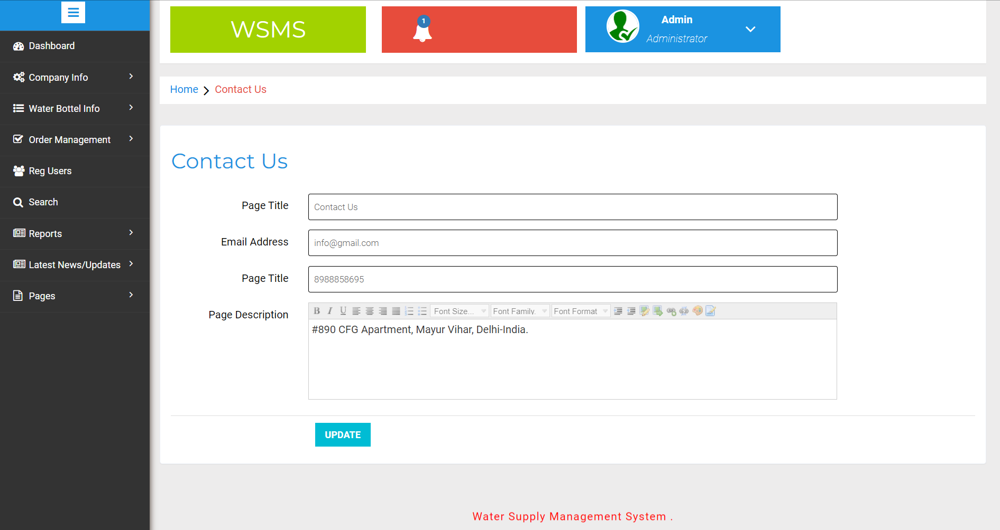 WSMS
1
Admin
Administrator
Dashboard
Company Info
Water Bottel Info
Order Management
Reg Users
Search
Reports
Latest News/Updates
Pages
Home
Contact Us
Contact Us
Page Title
Contact Us
Email Address
info@gmail.com
Page Title
8988858695
Page Description
B I U Font Size... Font Family. Font Format
#890 CFG Apartment, Mayur Vihar, Delhi-India.
UPDATE
Water Supply Management System .